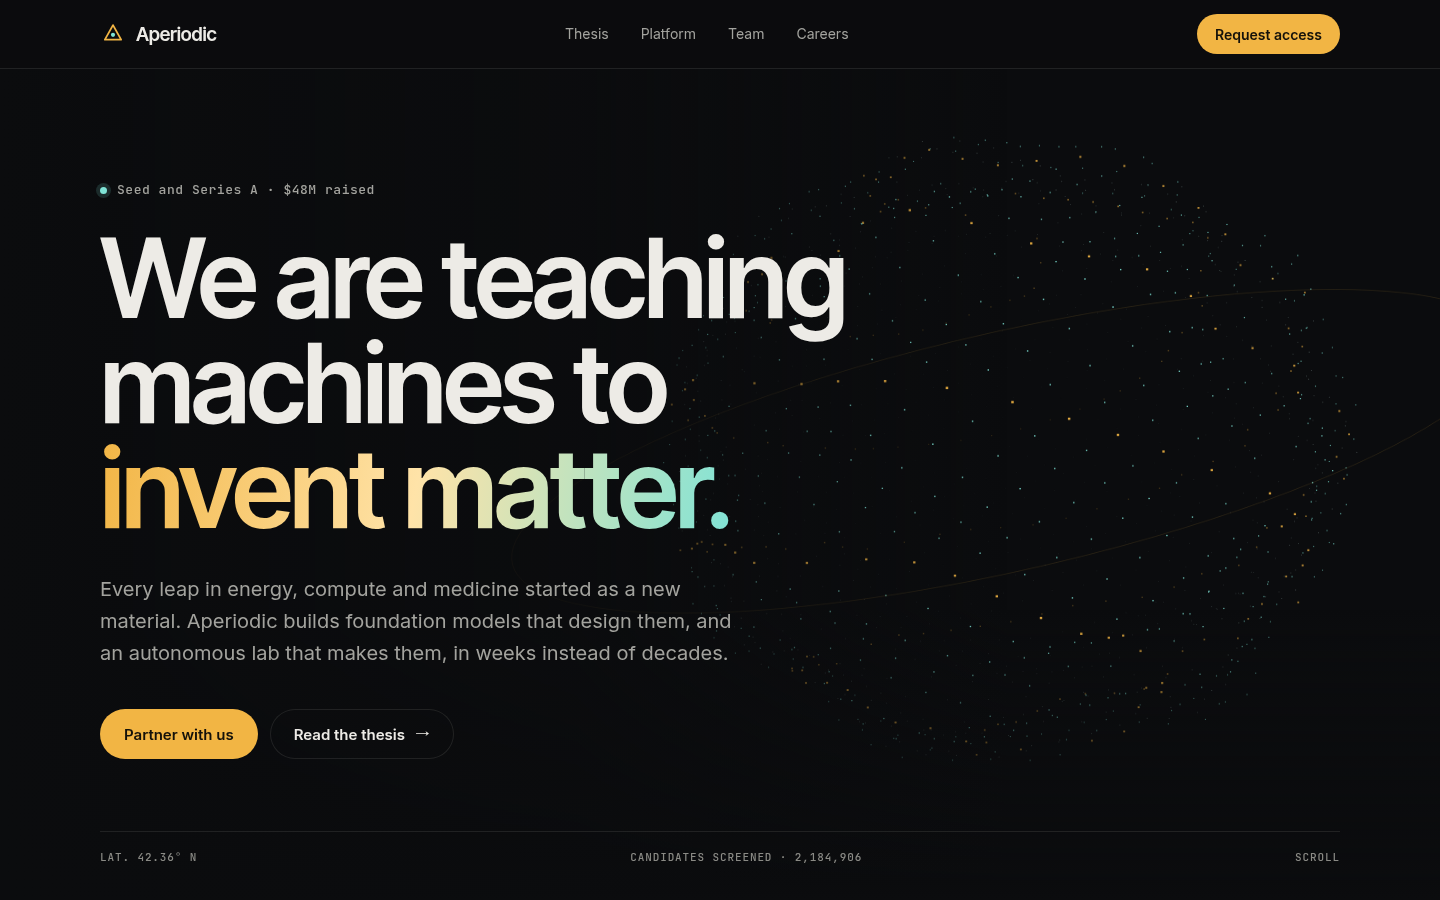 Aperiodic
Thesis
Platform
Team
Careers
Request access
Seed and Series A · $48M raised
We are teaching
machines to
invent matter.
Every leap in energy, compute and medicine started as a new
material. Aperiodic builds foundation models that design them, and
an autonomous lab that makes them, in weeks instead of decades.
Partner with us
Read the thesis →
LAT. 42.36° N
CANDIDATES SCREENED · 2,184,906
SCROLL